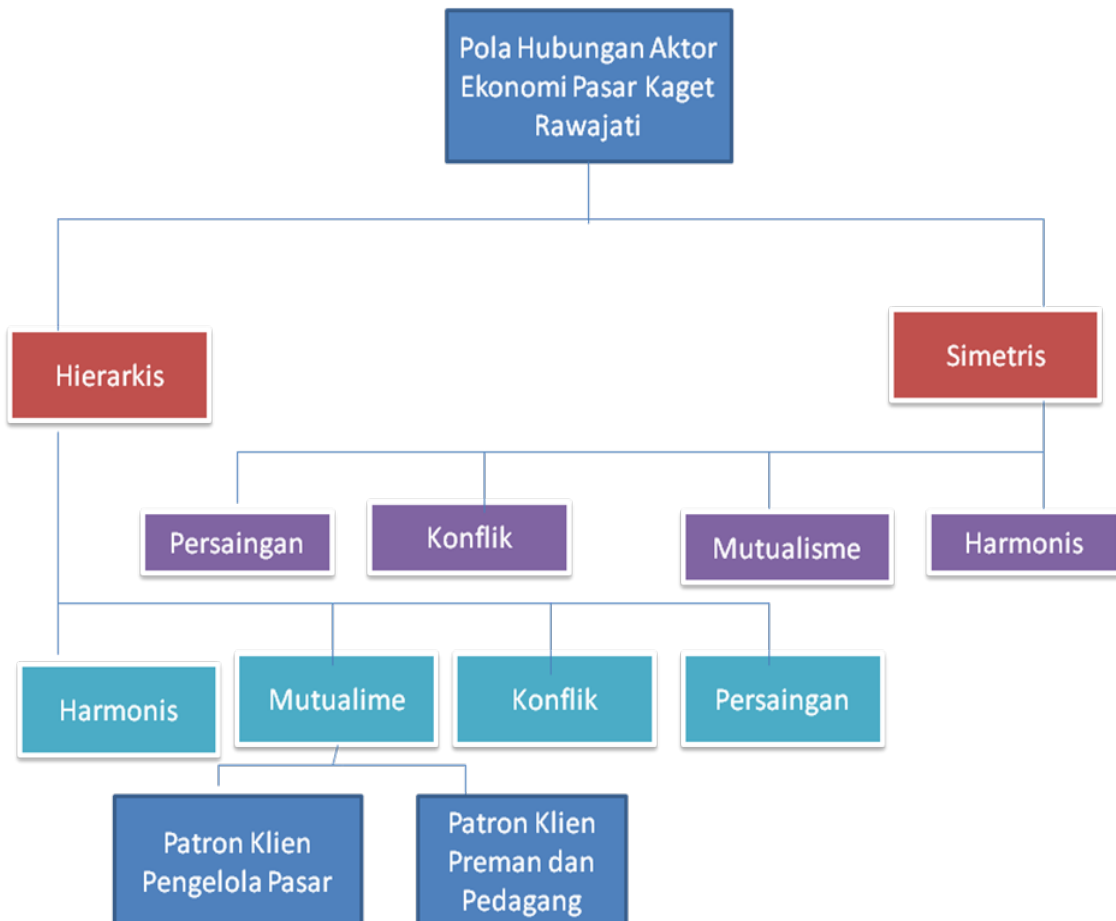 Pola Hubungan Aktor
Ekonomi Pasar Kaget
Rawajati
Hierarkis
Simetris
Persaingan
Konflik
Mutualisme
Harmonis
Harmonis
Mutualime
Konflik
Persaingan
Patron Klien
Pengelola Pasar
Patron Klien
Preman dan
Pedagang